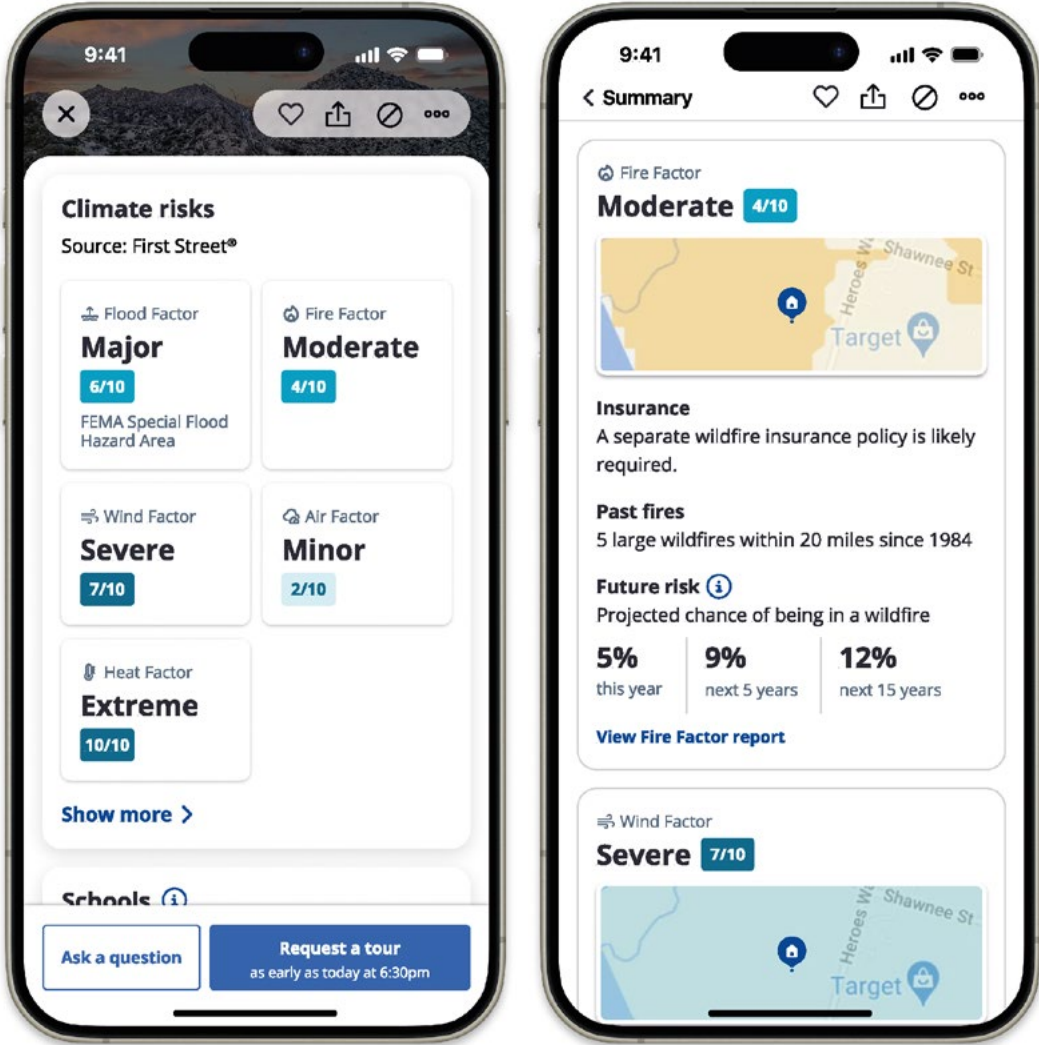 9:41
Climate risks
Source: First Street®
Flood Factor
Major
6/10
FEMA Special Flood
Hazard Area
Fire Factor
Moderate
4/10
Wind Factor
Severe
7/10
Air Factor
Minor
2/10
Heat Factor
Extreme
10/10
Show more >
Schools
Ask a question
Request a tour
as early as today at 6:30pm
9:41
< Summary
Fire Factor
Moderate 4/10
Shawnee St
Target
Insurance
A separate wildfire insurance policy is likely
required.
Past fires
5 large wildfires within 20 miles since 1984
Future risk
Projected chance of being in a wildfire
5%
this year
9%
next 5 years
12%
next 15 years
View Fire Factor report
Wind Factor
Severe 7/10
Shawnee St
Target